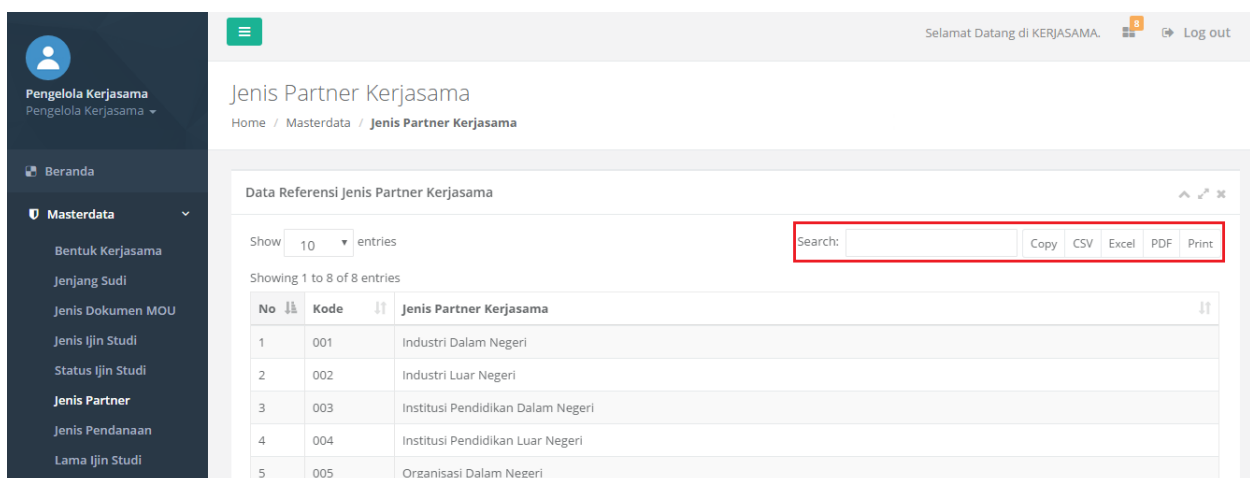 Selamat Datang di KERJASAMA. 8 Log out
Pengelola Kerjasama
Pengelola Kerjasama
Beranda
Masterdata
Bentuk Kerjasama
Jenjang Sudi
Jenis Dokumen MOU
Jenis Ijin Studi
Status Ijin Studi
Jenis Partner
Jenis Pendanaan
Lama Ijin Studi
Jenis Partner Kerjasama
Home / Masterdata / Jenis Partner Kerjasama
Data Referensi Jenis Partner Kerjasama
Show 10 entries Search: Copy CSV Excel PDF Print
Showing 1 to 8 of 8 entries
No Kode Jenis Partner Kerjasama
1 001 Industri Dalam Negeri
2 002 Industri Luar Negeri
3 003 Institusi Pendidikan Dalam Negeri
4 004 Institusi Pendidikan Luar Negeri
5 005 Organisasi Dalam Negeri